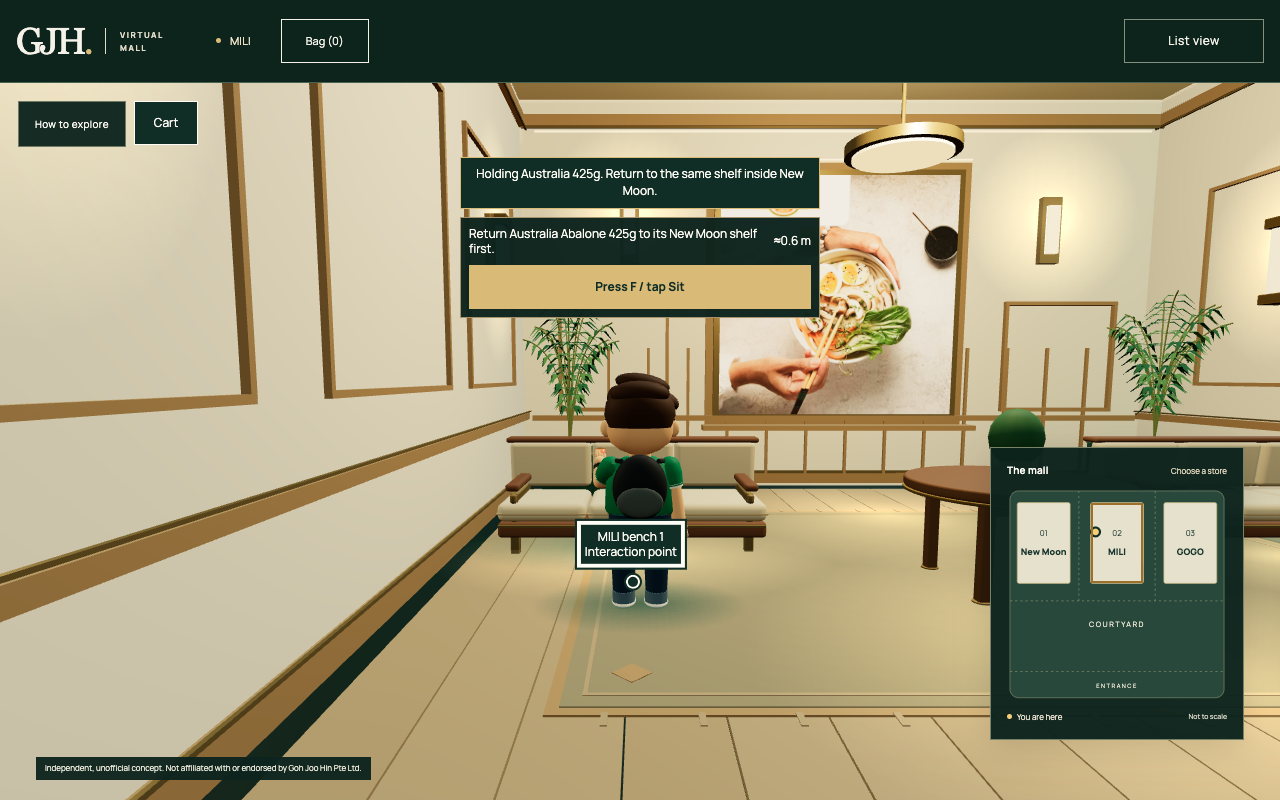 GJH.
VIRTUAL
MALL
MILI
Bag (0)
List view
How to explore
Cart
Holding Australia 425g. Return to the same shelf inside New
Moon.
Return Australia Abalone 425g to its New Moon shelf
first.
≈0.6 m
Press F / tap Sit
MILI bench 1
Interaction point
The mall
Choose a store
01
New Moon
02
MILI
03
GOGO
COURTYARD
ENTRANCE
You are here
Not to scale
Independent, unofficial concept. Not affiliated with or endorsed by Goh Joo Hin Pte Ltd.